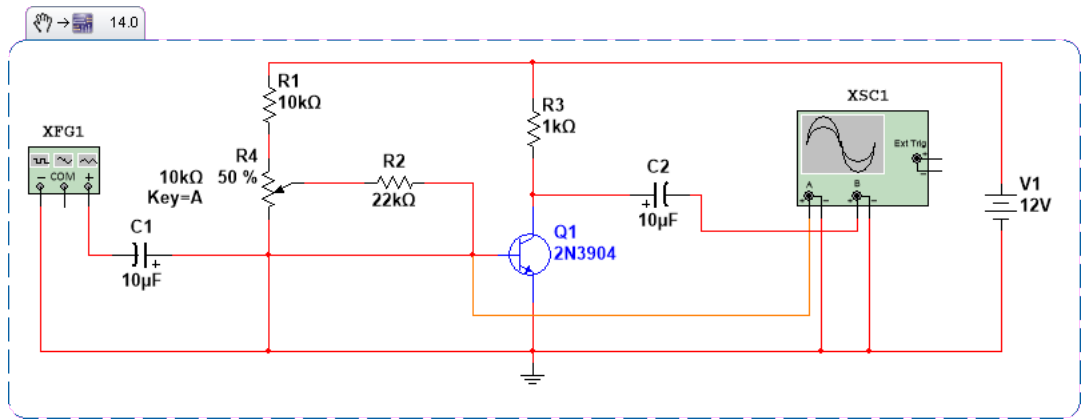 14.0
XFG1
COM
R1
10kΩ
R4
50 %
10kΩ
Key=A
R2
22kΩ
C1
10µF
R3
1kΩ
C2
10µF
Q1
2N3904
XSC1
Ext Trig
A
B
V1
12V